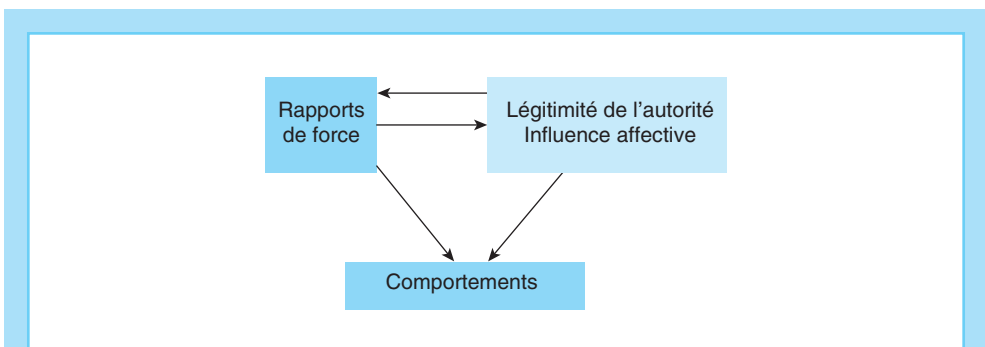 Rapports
de force
Légitimité de l’autorité
Influence affective
Comportements